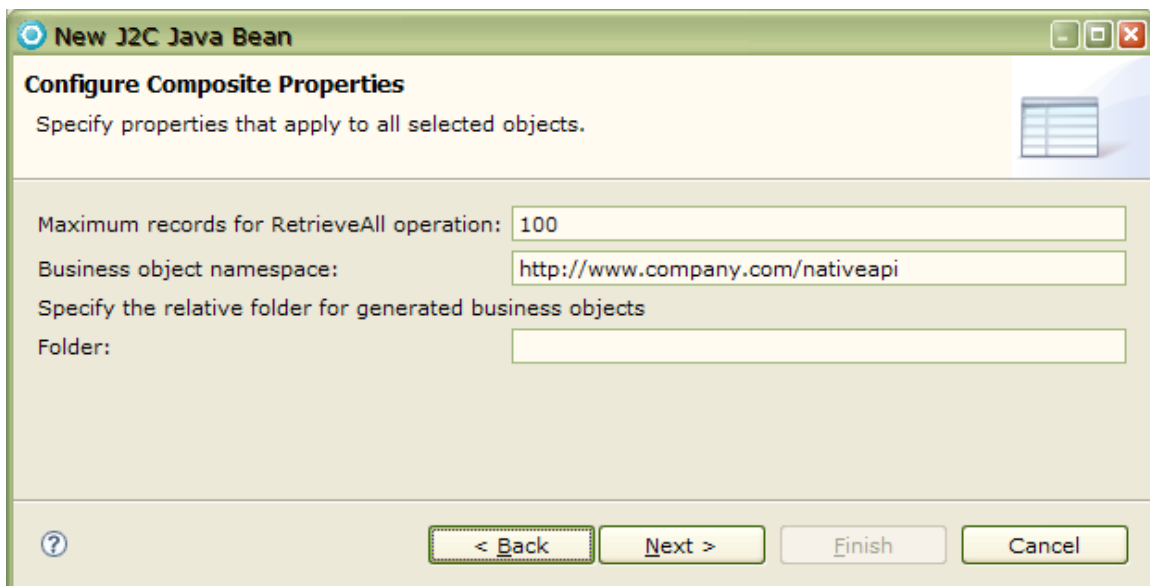 New J2C Java Bean
Configure Composite Properties
Specify properties that apply to all selected objects.
Maximum records for RetrieveAll operation: 100
Business object namespace: http://www.company.com/nativeapi
Specify the relative folder for generated business objects
Folder:
? < Back Next > Finish Cancel